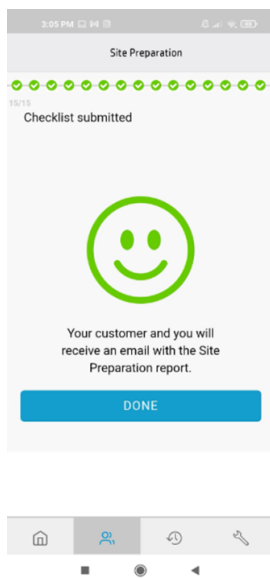 3:05 PM
Site Preparation
15/15
Checklist submitted
Your customer and you will
receive an email with the Site
Preparation report.
DONE